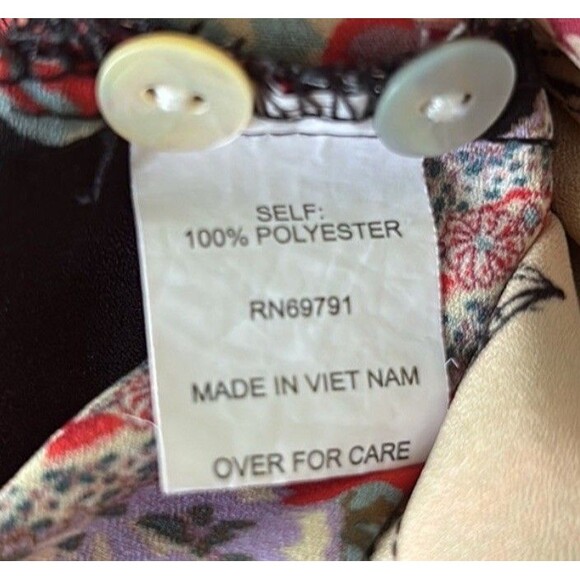 SELF:
100% POLYESTER
RN69791
MADE IN VIET NAM
OVER FOR CARE